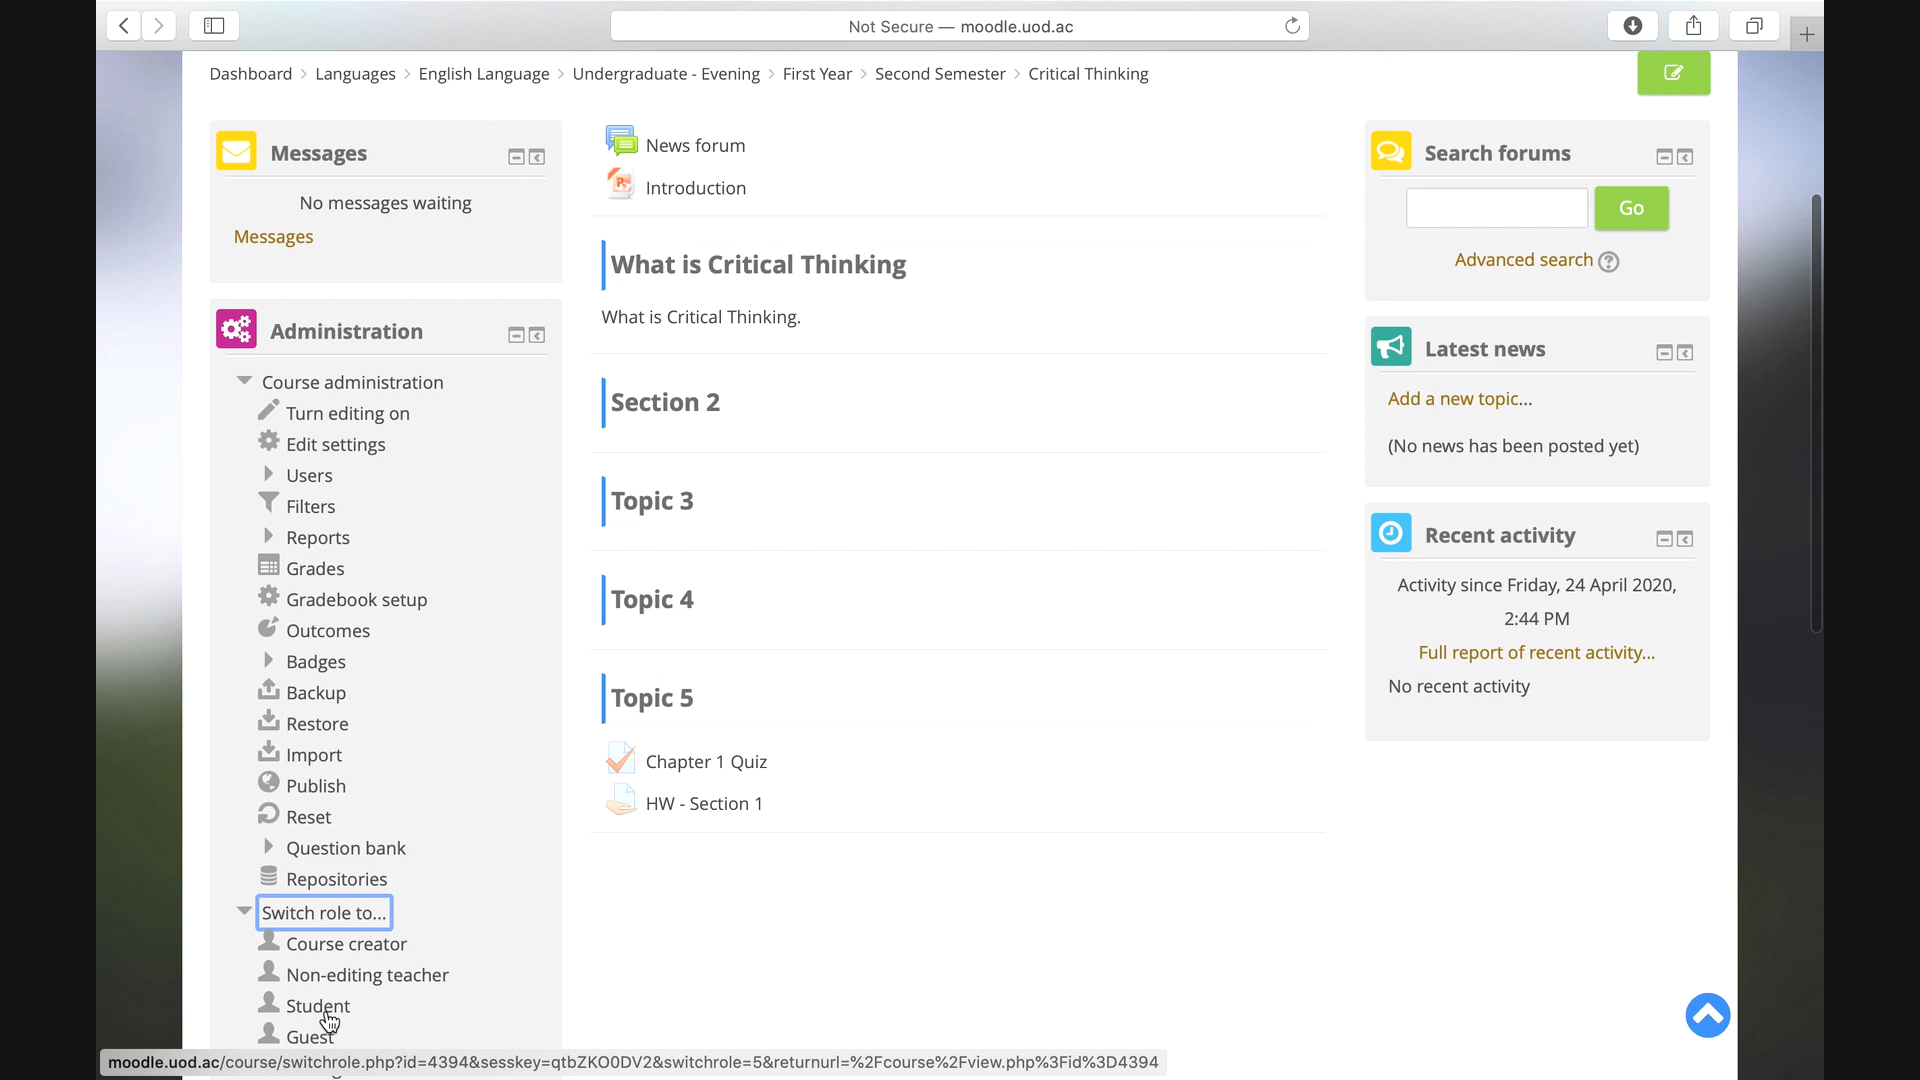 Not Secure — moodle.uod.ac
Dashboard > Languages > English Language > Undergraduate - Evening > First Year > Second Semester > Critical Thinking
Messages
No messages waiting
Messages
Administration
Course administration
Turn editing on
Edit settings
Users
Filters
Reports
Grades
Gradebook setup
Outcomes
Badges
Backup
Restore
Import
Publish
Reset
Question bank
Repositories
Switch role to...
Course creator
Non-editing teacher
Student
Guest
News forum
Introduction
What is Critical Thinking
What is Critical Thinking.
Section 2
Topic 3
Topic 4
Topic 5
Chapter 1 Quiz
HW - Section 1
Search forums
Go
Advanced search ?
Latest news
Add a new topic...
(No news has been posted yet)
Recent activity
Activity since Friday, 24 April 2020,
2:44 PM
Full report of recent activity...
No recent activity
moodle.uod.ac/course/switchrole.php?id=4394&sesskey=qtbZKO0DV2&switchrole=5&returnurl=%2Fcourse%2Fview.php%3Fid%3D4394